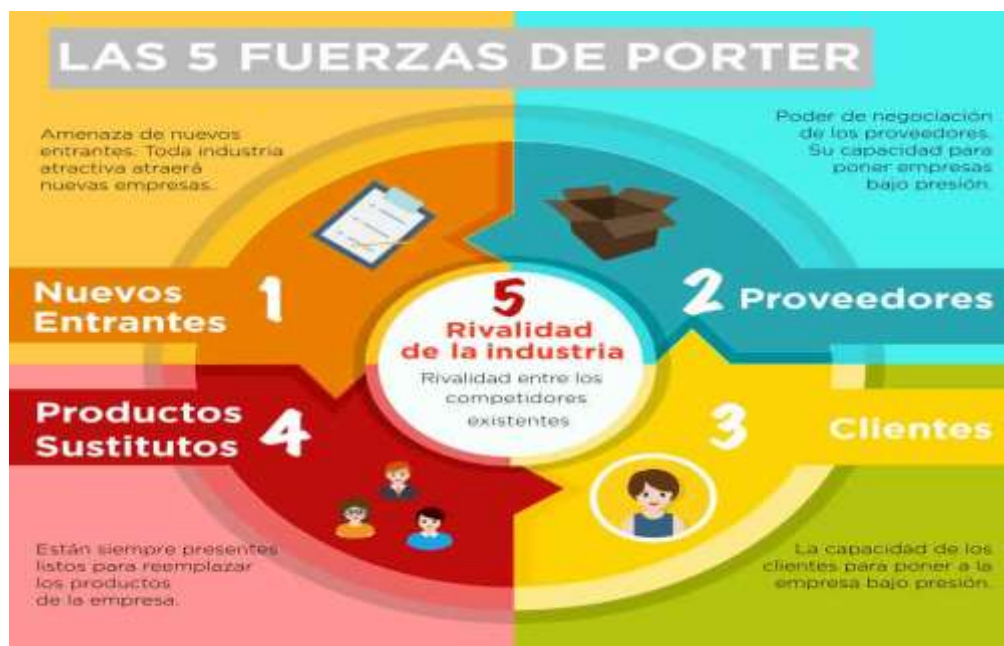 LAS 5 FUERZAS DE PORTER
Amenaza de nuevos
entrantes. Toda industria
atractiva atraerá
nuevas empresas.
Poder de negociación
de los proveedores.
Su capacidad para
poner empresas
bajo presión.
Nuevos
Entrantes
1
2
Proveedores
5
Rivalidad
de la industria
Rivalidad entre los
competidores
existentes
Productos
Sustitutos
4
3
Clientes
Están siempre presentes
listos para reemplazar
los productos
de la empresa.
La capacidad de los
clientes para poner a la
empresa bajo presión.